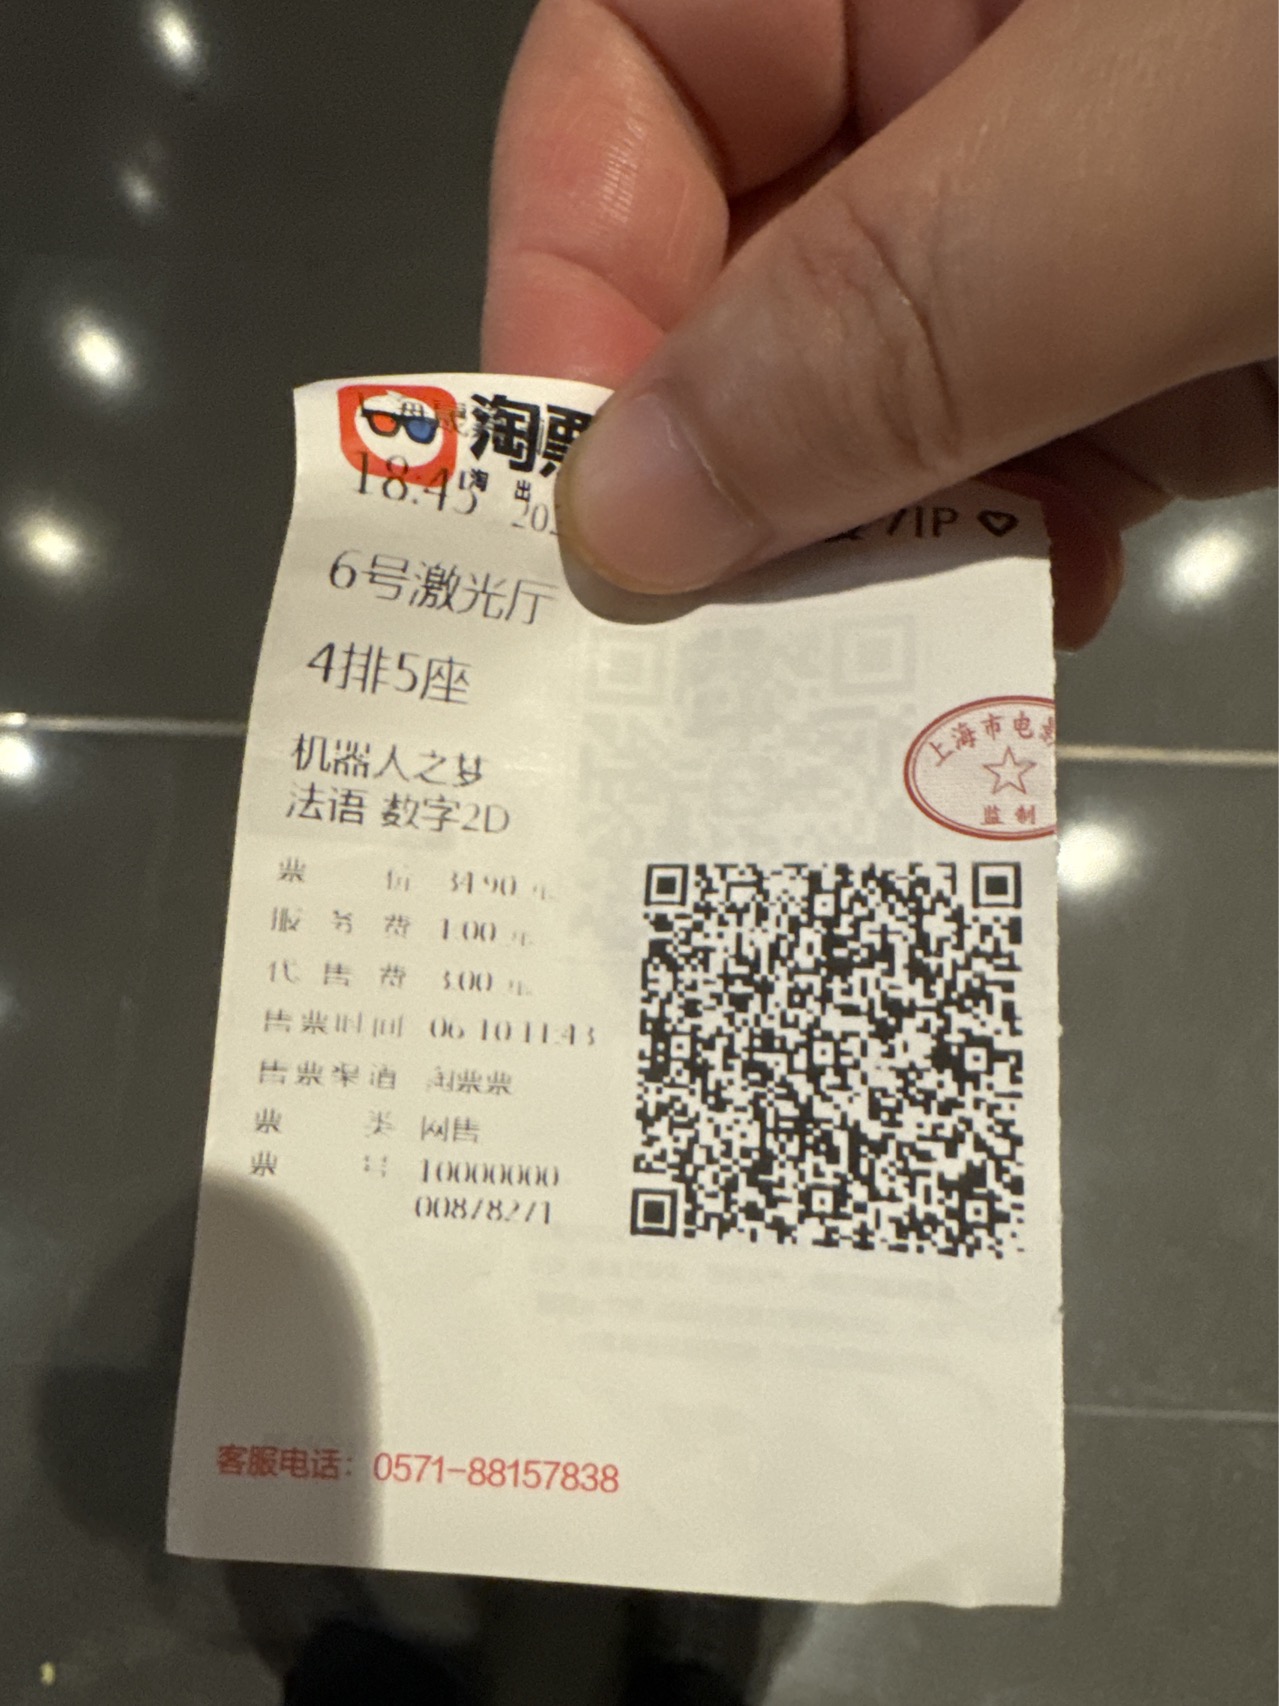 淘票
18:45
6号激光厅
4排5座
机器人之梦
法语 数字2D
票 价 34.90 元
服 务 费 1.00 元
代 售 费 3.00 元
售票时间 06-10 11:43
售票渠道 淘票票
票 类 网售
票 号 10000000
00878271
上海市电影
监制
客服电话：0571-88157838